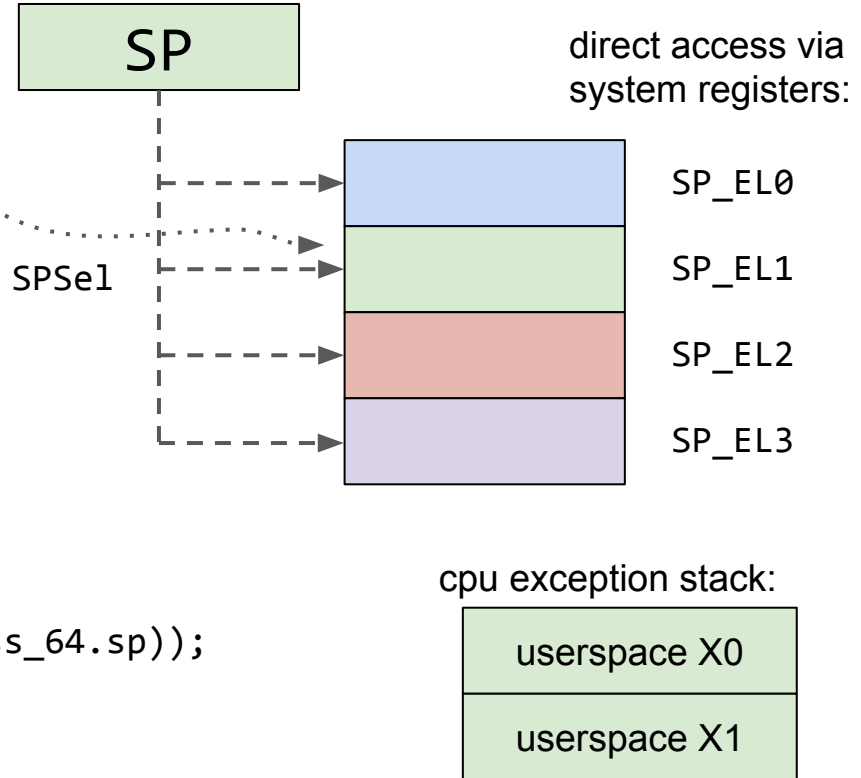 SP
direct access via
system registers:
SP_EL0
SPSel
SP_EL1
SP_EL2
SP_EL3
cpu exception stack:
s_64.sp));
userspace X0
userspace X1